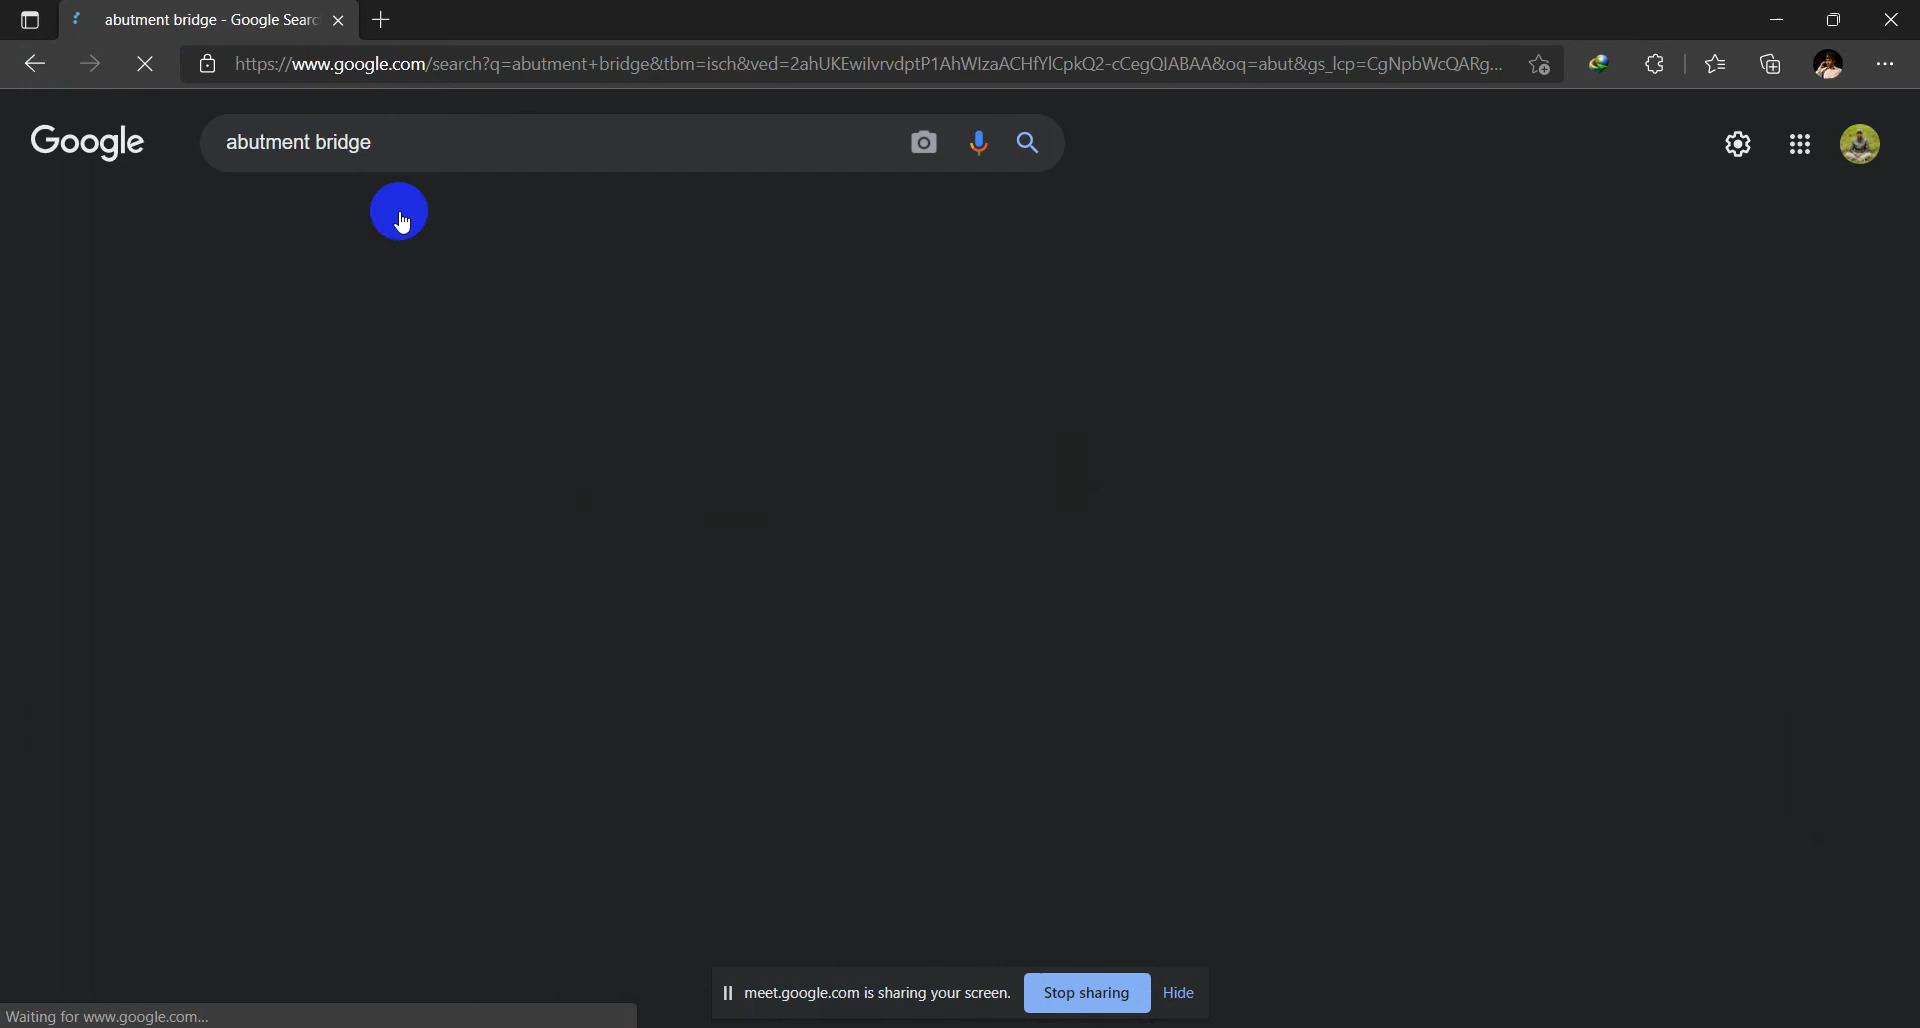 abutment bridge - Google Searc
https://www.google.com/search?q=abutment+bridge&tbm=isch&ved=2ahUKEwilvrvdptP1AhWIzaACHfYlCpkQ2-cCegQIABAA&oq=abut&gs_lcp=CgNpbWcQARg...
Google
abutment bridge
meet.google.com is sharing your screen.
Stop sharing
Hide
Waiting for www.google.com...